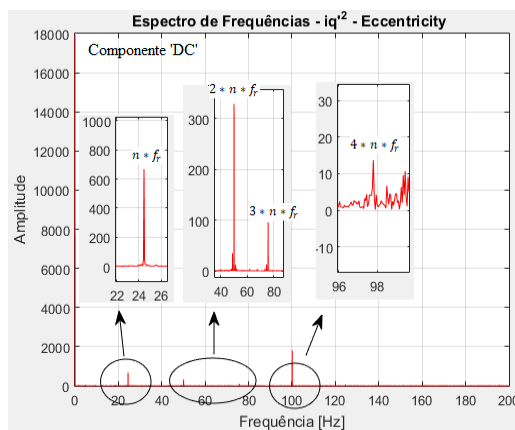 Espectro de Frequências - iq'² - Eccentricity
Componente 'DC'
18000
16000
14000
12000
10000
8000
6000
4000
2000
0
Amplitude
1000
800
600
400
200
0
n * fr
22 24 26
300
200
100
0
2 * n * fr
3 * n * fr
40 60 80
30
20
10
0
-10
4 * n * fr
96 98
0 20 40 60 80 100 120 140 160 180 200
Frequência [Hz]